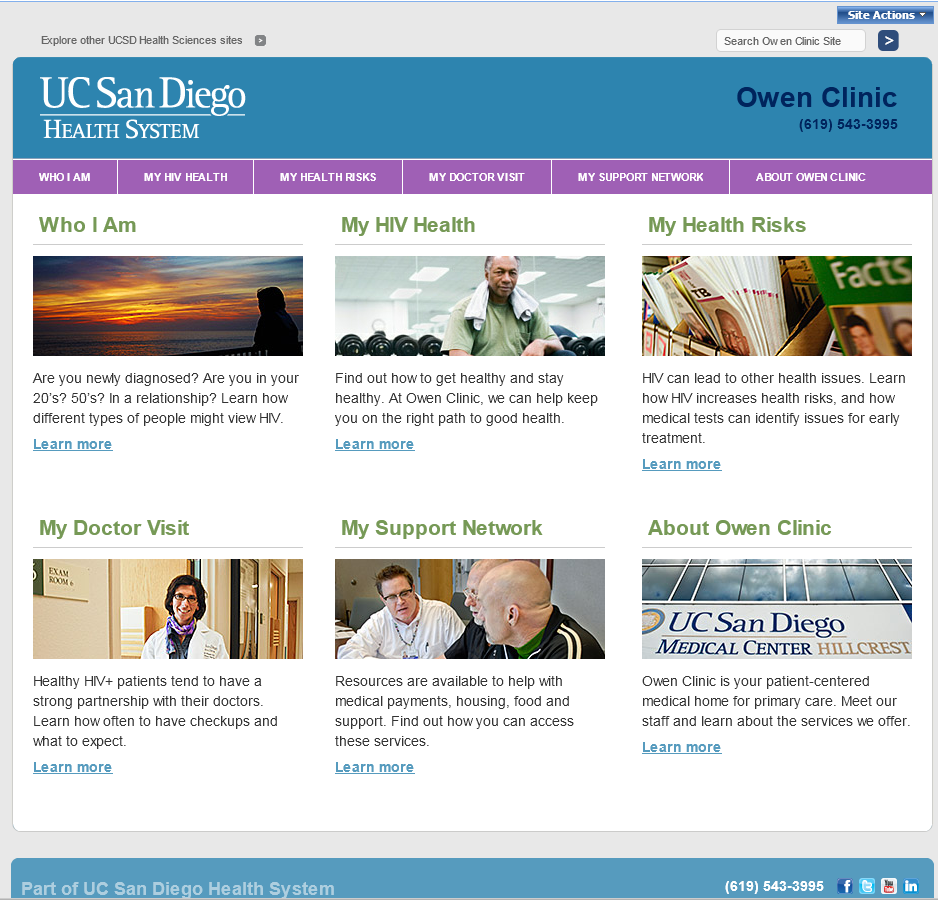 Site Actions
Explore other UCSD Health Sciences sites
Search Owen Clinic Site
>
UC San Diego
HEALTH SYSTEM
Owen Clinic
(619) 543-3995
WHO I AM
MY HIV HEALTH
MY HEALTH RISKS
MY DOCTOR VISIT
MY SUPPORT NETWORK
ABOUT OWEN CLINIC
Who I Am
Are you newly diagnosed? Are you in your
20's? 50's? In a relationship? Learn how
different types of people might view HIV.
Learn more
My HIV Health
Find out how to get healthy and stay
healthy. At Owen Clinic, we can help keep
you on the right path to good health.
Learn more
My Health Risks
Facts
HIV can lead to other health issues. Learn
how HIV increases health risks, and how
medical tests can identify issues for early
treatment.
Learn more
My Doctor Visit
EXAM
ROOM 6
Healthy HIV+ patients tend to have a
strong partnership with their doctors.
Learn how often to have checkups and
what to expect.
Learn more
My Support Network
Resources are available to help with
medical payments, housing, food and
support. Find out how you can access
these services.
Learn more
About Owen Clinic
UC San Diego
MEDICAL CENTER HILLCREST
Owen Clinic is your patient-centered
medical home for primary care. Meet our
staff and learn about the services we offer.
Learn more
Part of UC San Diego Health System
(619) 543-3995